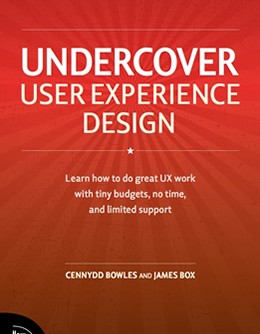 UNDERCOVER
USER EXPERIENCE
DESIGN
Learn how to do great UX work
with tiny budgets, no time,
and limited support
CENNYDD BOWLES AND JAMES BOX